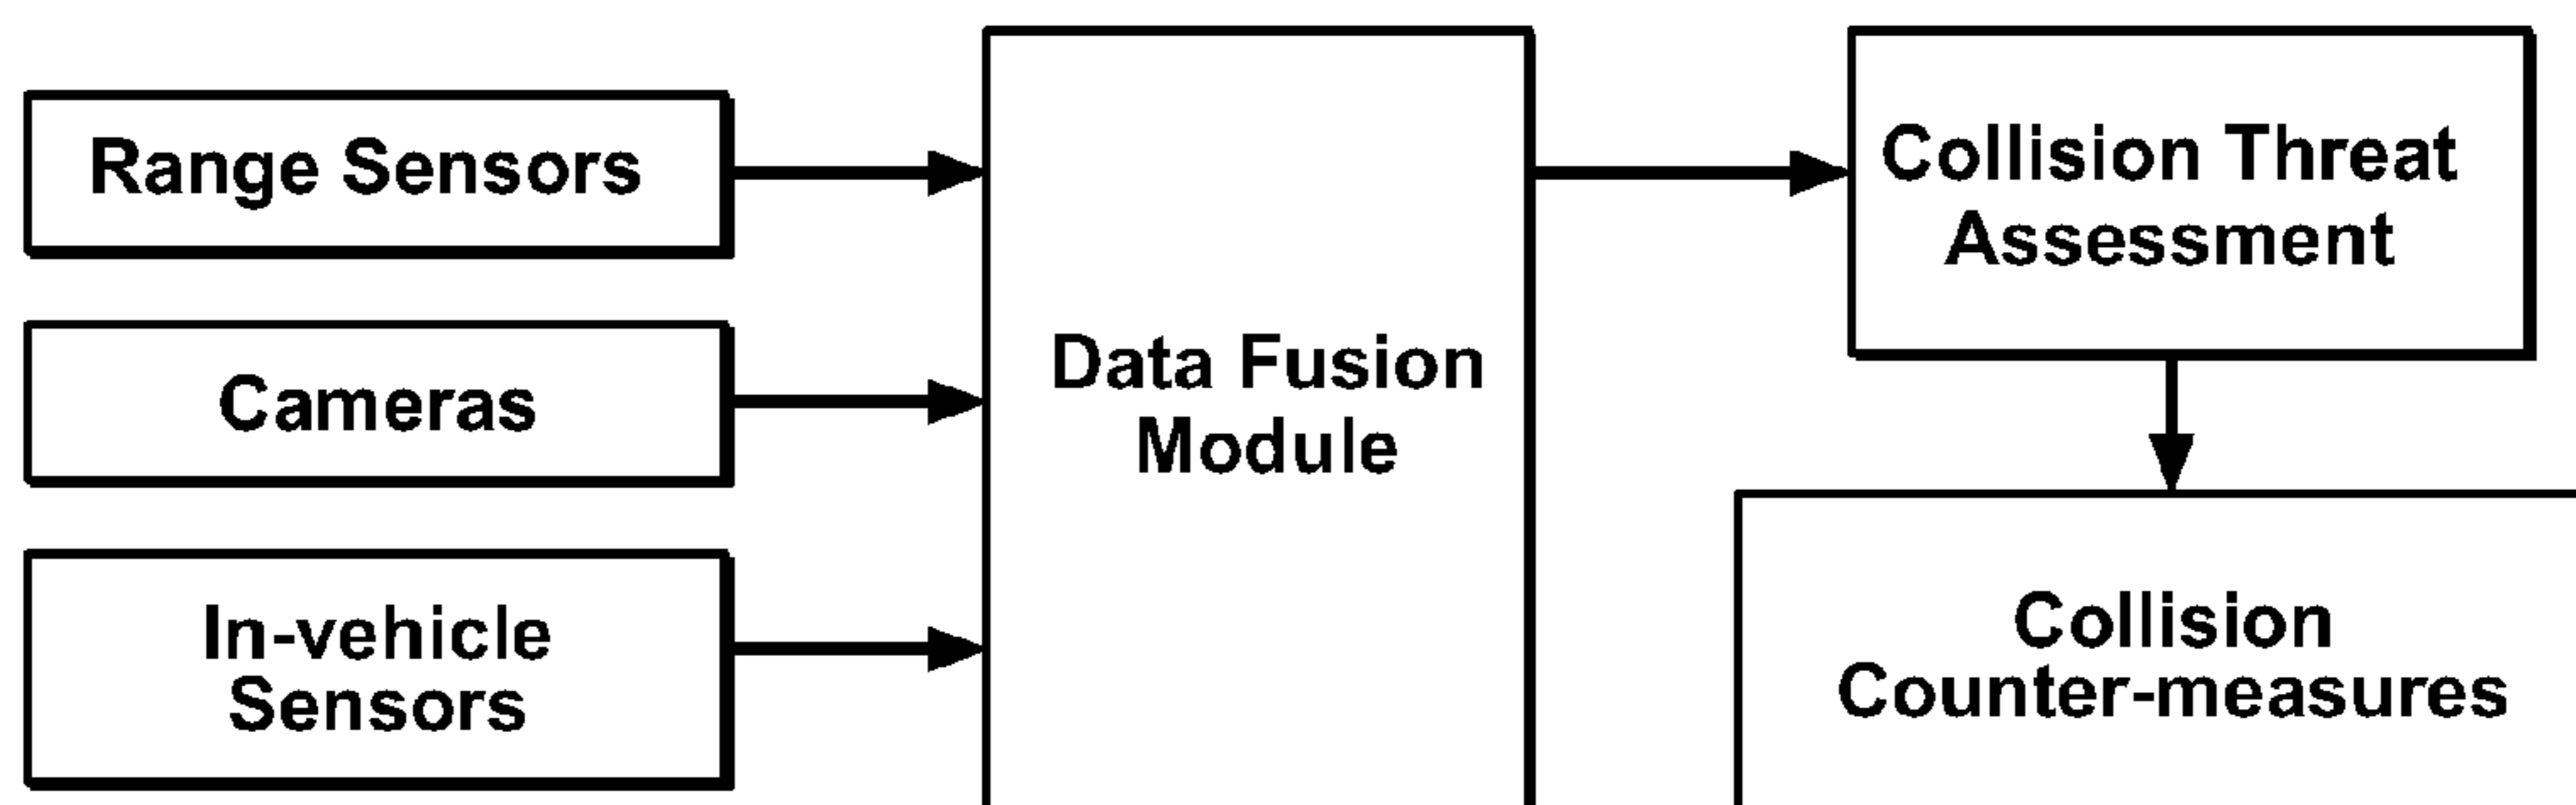 Range Sensors
Cameras
In-vehicle
Sensors
Data Fusion
Module
Collision Threat
Assessment
Collision
Counter-measures